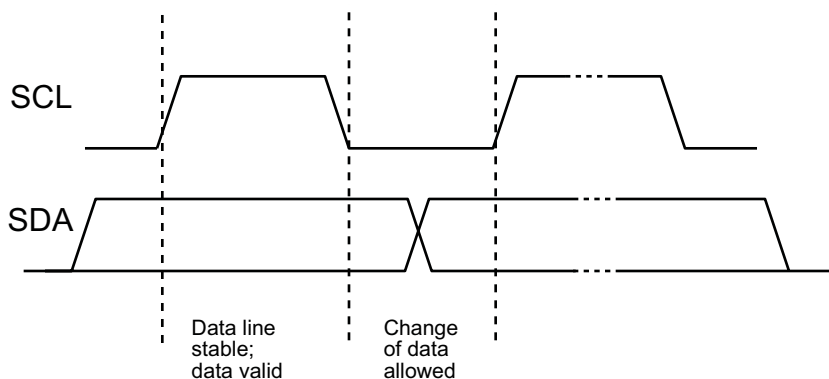 SCL
SDA
Data line
stable;
data valid
Change
of data
allowed